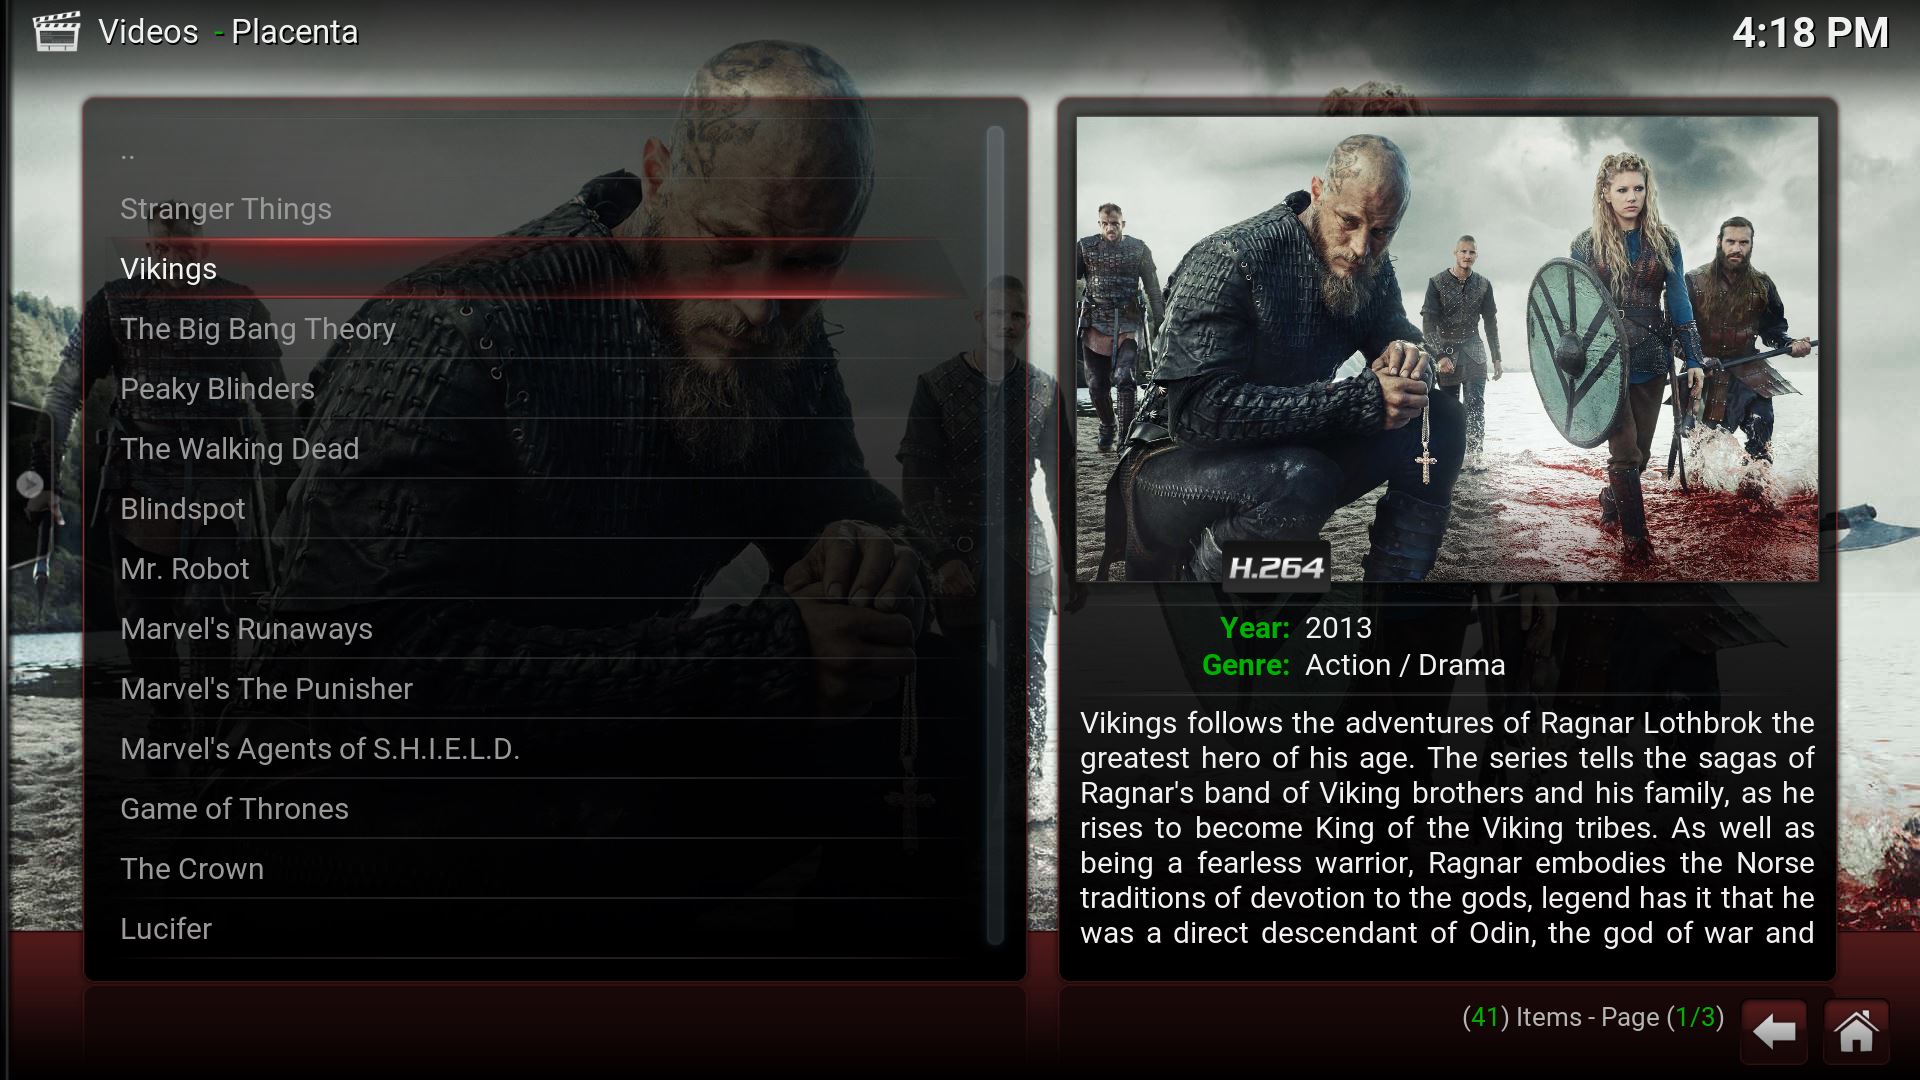 Videos - Placenta
4:18 PM
..
Stranger Things
Vikings
The Big Bang Theory
Peaky Blinders
The Walking Dead
Blindspot
Mr. Robot
Marvel's Runaways
Marvel's The Punisher
Marvel's Agents of S.H.I.E.L.D.
Game of Thrones
The Crown
Lucifer
H.264
Year: 2013
Genre: Action / Drama
Vikings follows the adventures of Ragnar Lothbrok the
greatest hero of his age. The series tells the sagas of
Ragnar's band of Viking brothers and his family, as he
rises to become King of the Viking tribes. As well as
being a fearless warrior, Ragnar embodies the Norse
traditions of devotion to the gods, legend has it that he
was a direct descendant of Odin, the god of war and
(41) Items - Page (1/3)